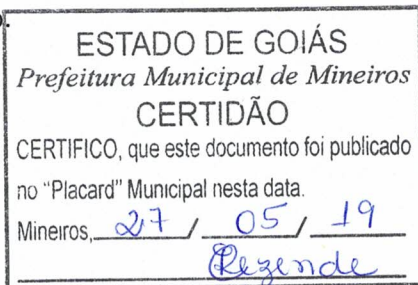 ESTADO DE GOIÁS
Prefeitura Municipal de Mineiros
CERTIDÃO
CERTIFICO, que este documento foi publicado
no “Placard” Municipal nesta data.
Mineiros, 27 / 05 / 19
Rezende